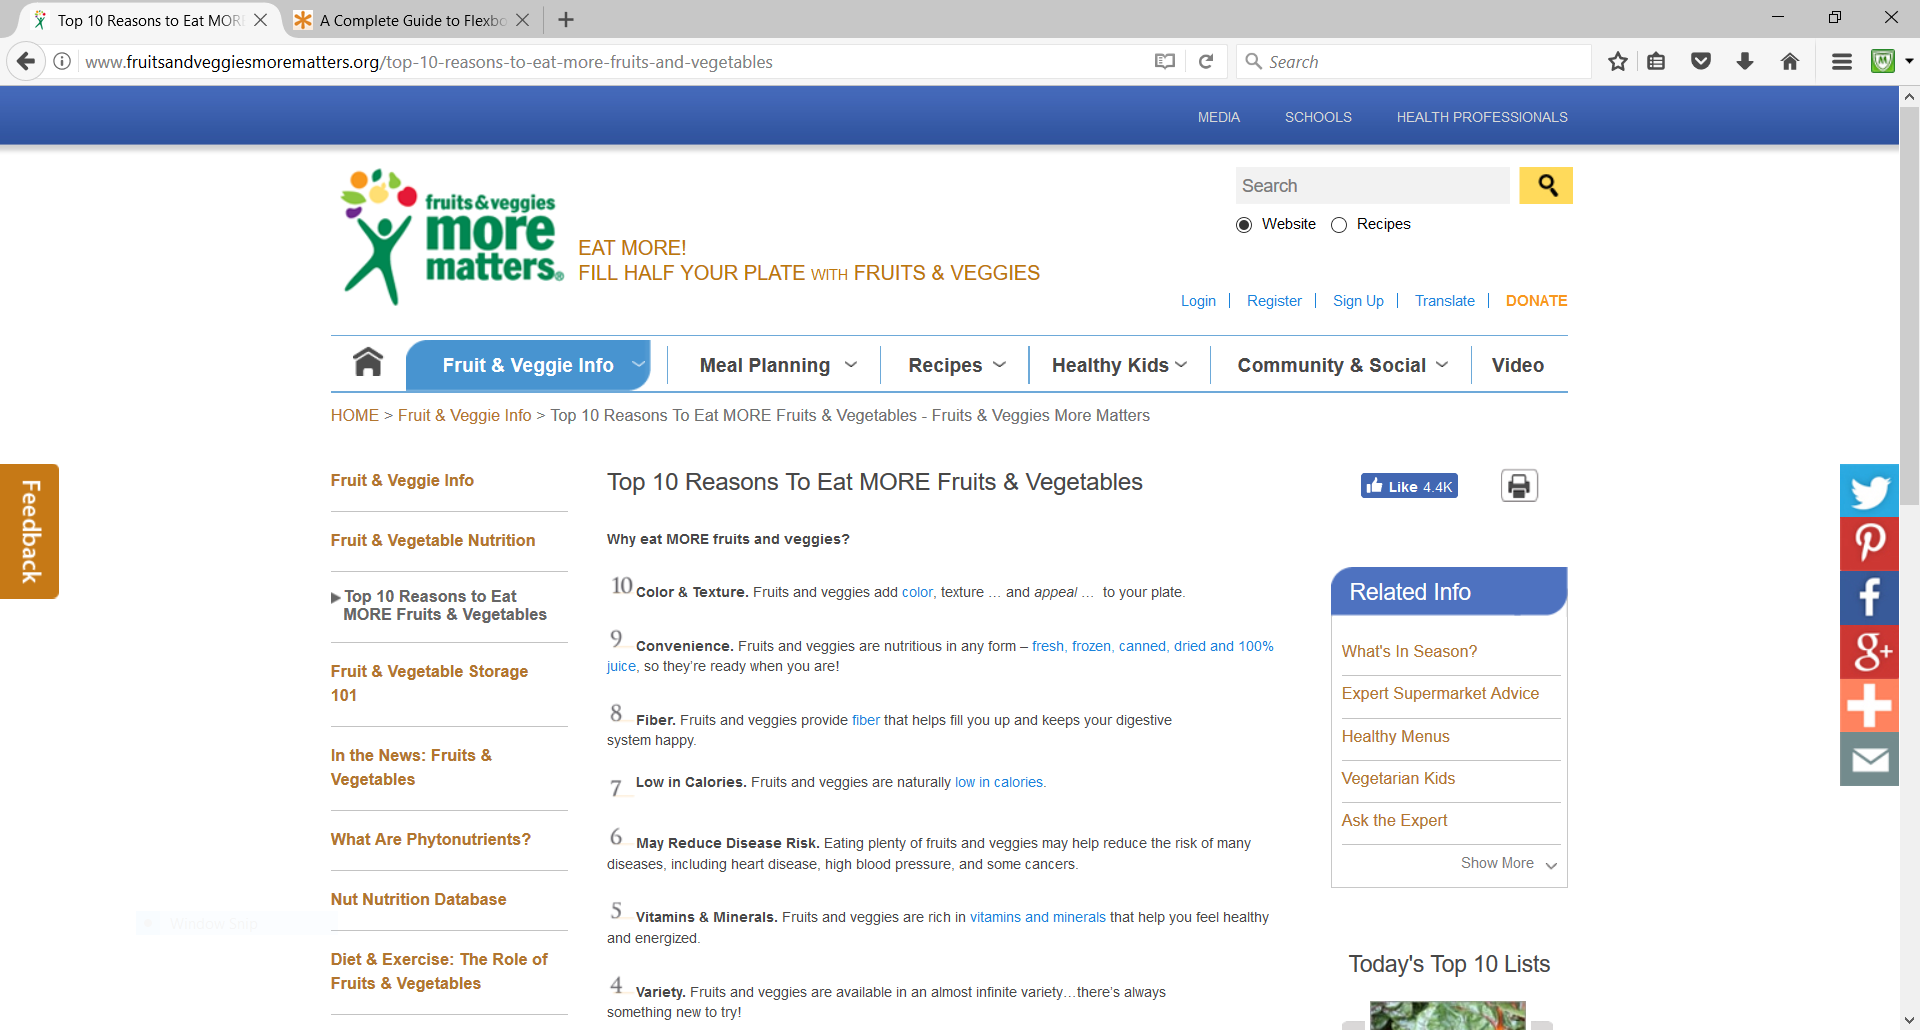 Top 10 Reasons to Eat MOR
A Complete Guide to Flexbo
www.fruitsandveggiesmorematters.org/top-10-reasons-to-eat-more-fruits-and-vegetables
Search
MEDIA
SCHOOLS
HEALTH PROFESSIONALS
fruits&veggies
more
matters®
EAT MORE!
FILL HALF YOUR PLATE WITH FRUITS & VEGGIES
Search
Website
Recipes
Login | Register | Sign Up | Translate | DONATE
Fruit & Veggie Info
Meal Planning
Recipes
Healthy Kids
Community & Social
Video
HOME > Fruit & Veggie Info > Top 10 Reasons To Eat MORE Fruits & Vegetables - Fruits & Veggies More Matters
Feedback
Fruit & Veggie Info
Fruit & Vegetable Nutrition
Top 10 Reasons to Eat
MORE Fruits & Vegetables
Fruit & Vegetable Storage
101
In the News: Fruits &
Vegetables
What Are Phytonutrients?
Nut Nutrition Database
Diet & Exercise: The Role of
Fruits & Vegetables
Window Snip
Top 10 Reasons To Eat MORE Fruits & Vegetables
Like 4.4K
Why eat MORE fruits and veggies?
10 Color & Texture. Fruits and veggies add color, texture … and appeal … to your plate.
9 Convenience. Fruits and veggies are nutritious in any form – fresh, frozen, canned, dried and 100%
juice, so they're ready when you are!
8 Fiber. Fruits and veggies provide fiber that helps fill you up and keeps your digestive
system happy.
7 Low in Calories. Fruits and veggies are naturally low in calories.
6 May Reduce Disease Risk. Eating plenty of fruits and veggies may help reduce the risk of many
diseases, including heart disease, high blood pressure, and some cancers.
5 Vitamins & Minerals. Fruits and veggies are rich in vitamins and minerals that help you feel healthy
and energized.
4 Variety. Fruits and veggies are available in an almost infinite variety…there's always
something new to try!
Related Info
What's In Season?
Expert Supermarket Advice
Healthy Menus
Vegetarian Kids
Ask the Expert
Show More
Today's Top 10 Lists
g+